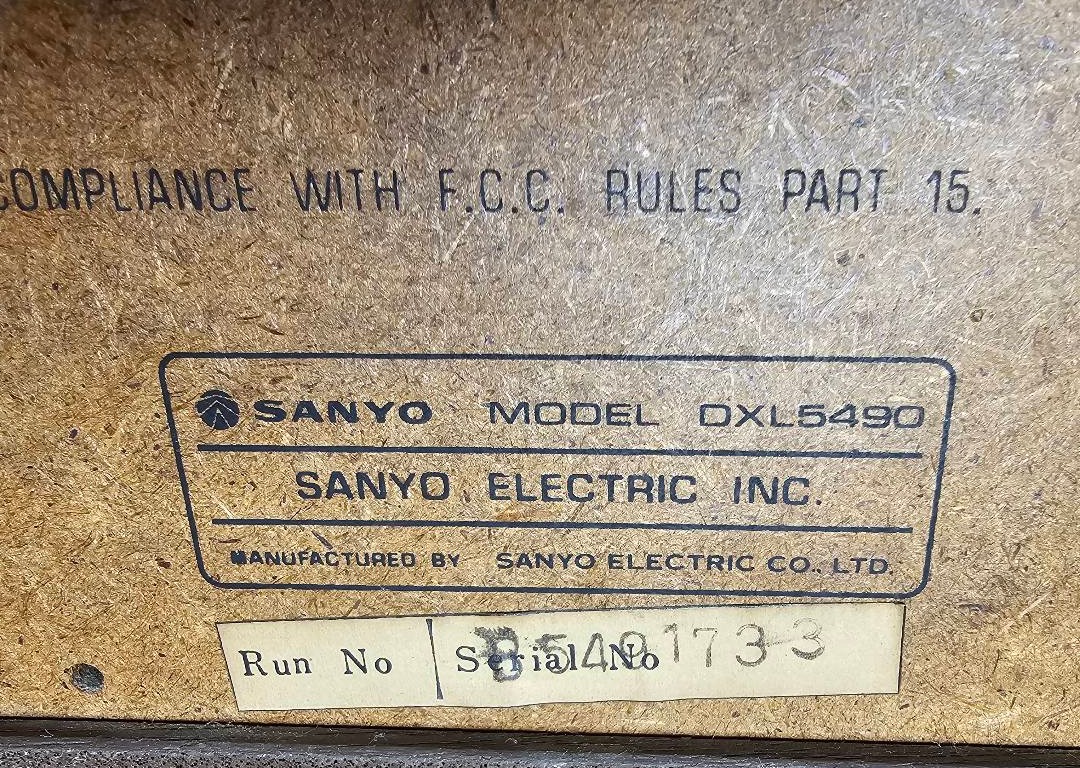 COMPLIANCE WITH F.C.C. RULES PART 15.
SANYO MODEL DXL5490
SANYO ELECTRIC INC.
MANUFACTURED BY SANYO ELECTRIC CO., LTD.
Run No Serial No